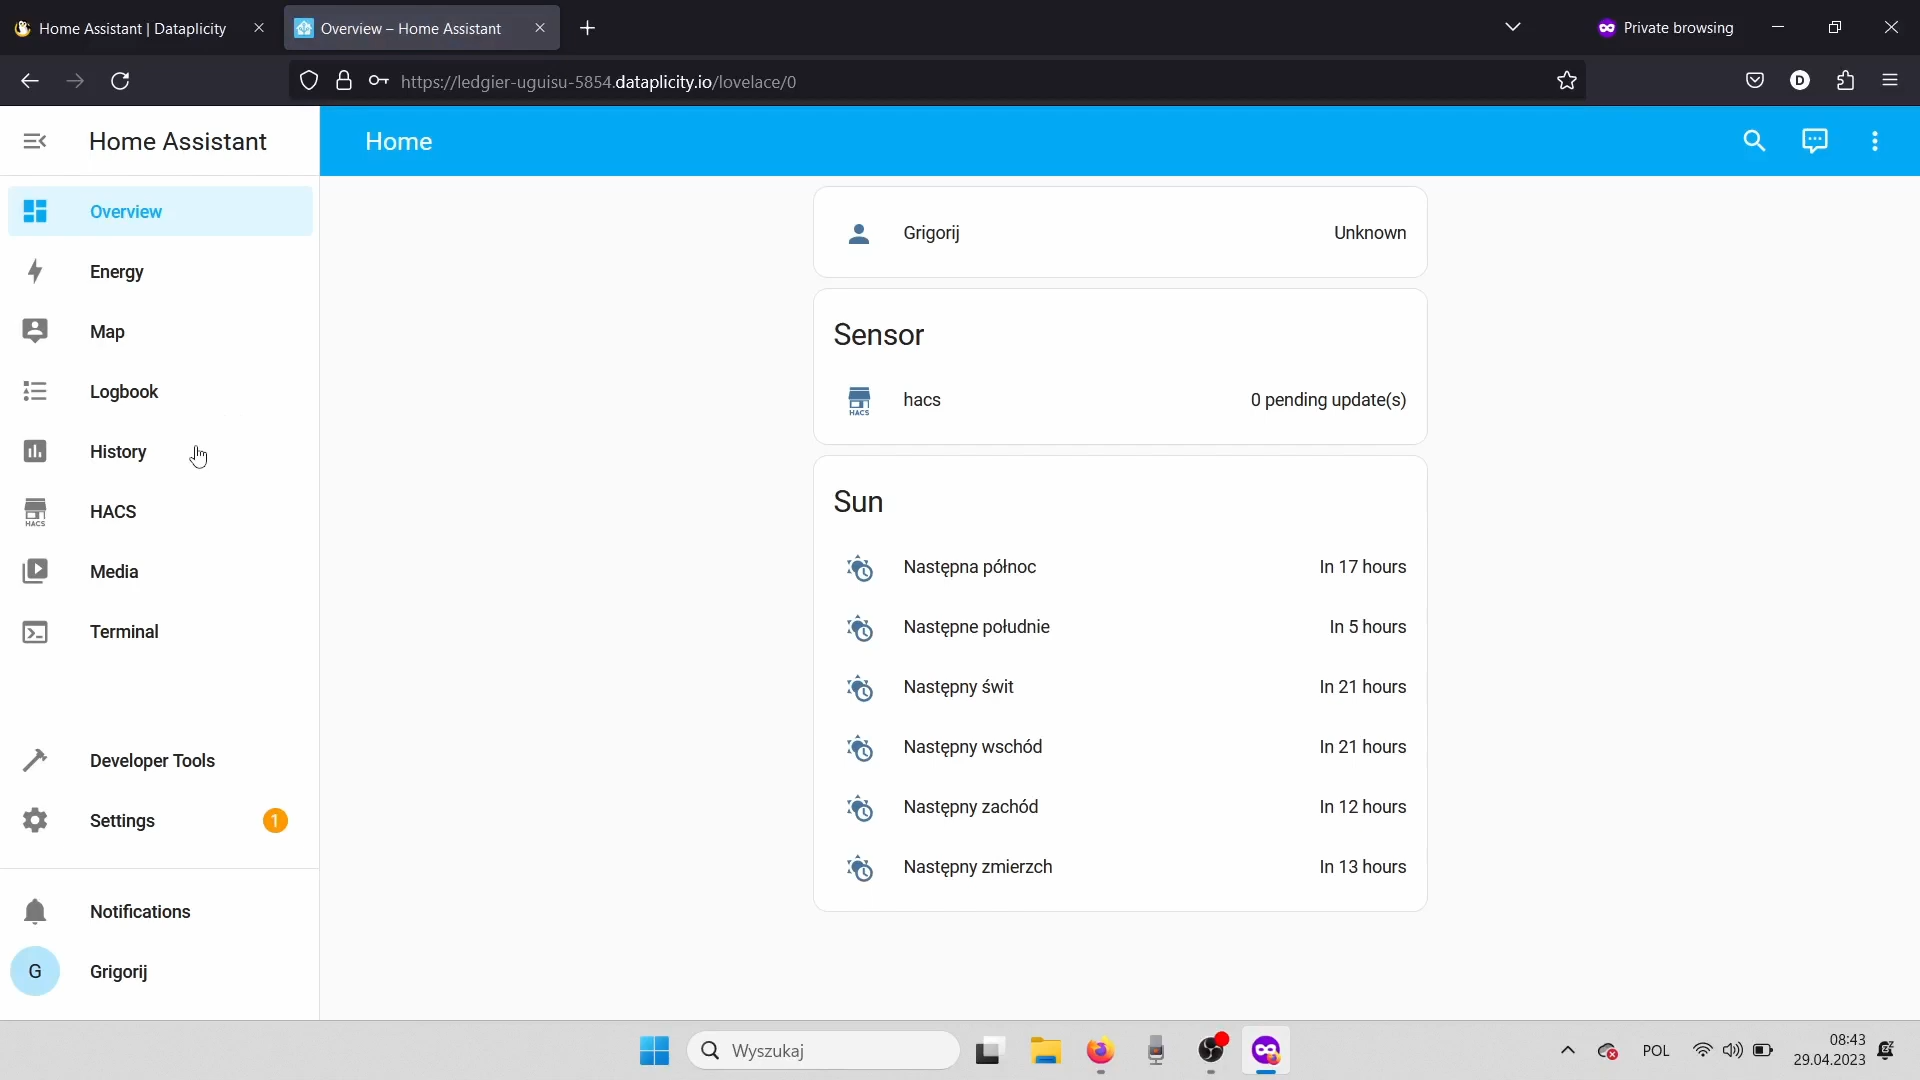 Home Assistant | Dataplicity
Overview – Home Assistant
Private browsing
https://ledgier-uguisu-5854.dataplicity.io/lovelace/0
Home Assistant
Home
Overview
Energy
Map
Logbook
History
HACS
HACS
Media
Terminal
Developer Tools
Settings 1
Notifications
G Grigorij
Grigorij Unknown
Sensor
HACS
hacs 0 pending update(s)
Sun
Następna północ In 17 hours
Następne południe In 5 hours
Następny świt In 21 hours
Następny wschód In 21 hours
Następny zachód In 12 hours
Następny zmierzch In 13 hours
Wyszukaj
POL
08:43
29.04.2023